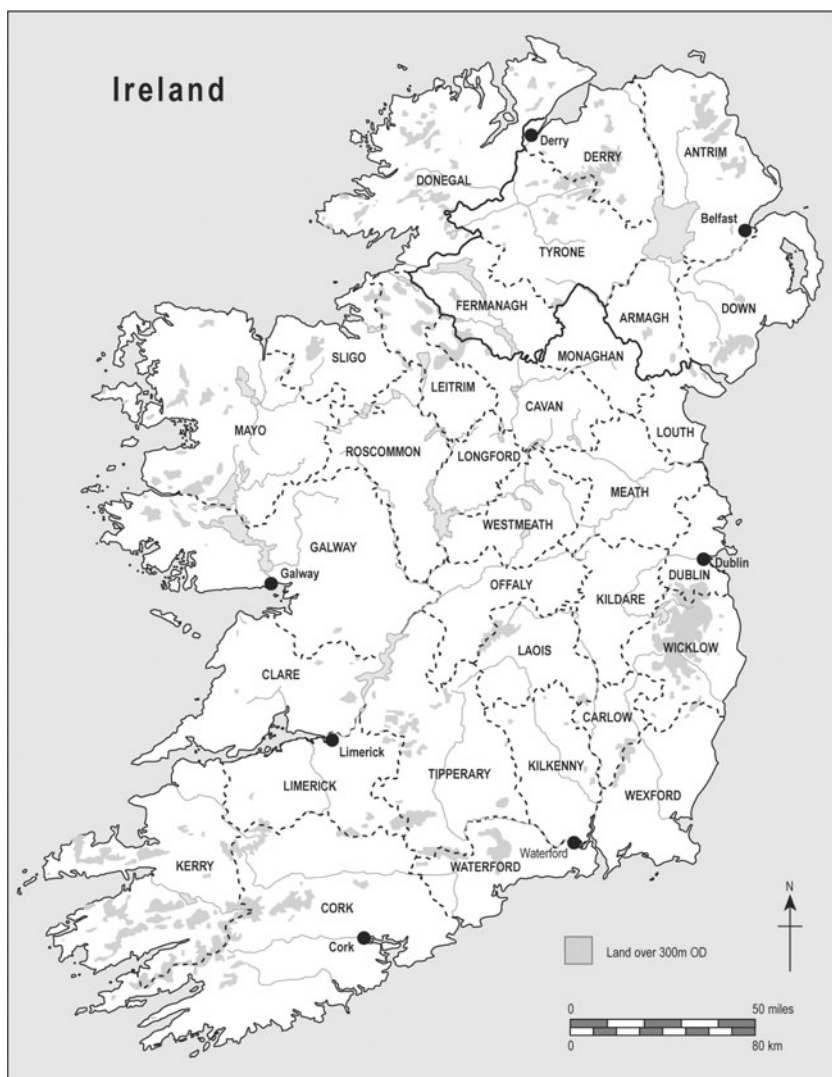 Ireland
Derry
DERRY
ANTRIM
DONEGAL
Belfast
TYRONE
FERMANAGH
ARMAGH
DOWN
MONAGHAN
SLIGO
LEITRIM
CAVAN
MAYO
LOUTH
ROSCOMMON
LONGFORD
MEATH
WESTMEATH
GALWAY
Dublin
Galway
DUBLIN
OFFALY
KILDARE
LAOIS
WICKLOW
CLARE
CARLOW
Limerick
TIPPERARY
KILKENNY
LIMERICK
WEXFORD
Waterford
KERRY
WATERFORD
CORK
N
Cork
Land over 300m OD
0 50 miles
0 80 km